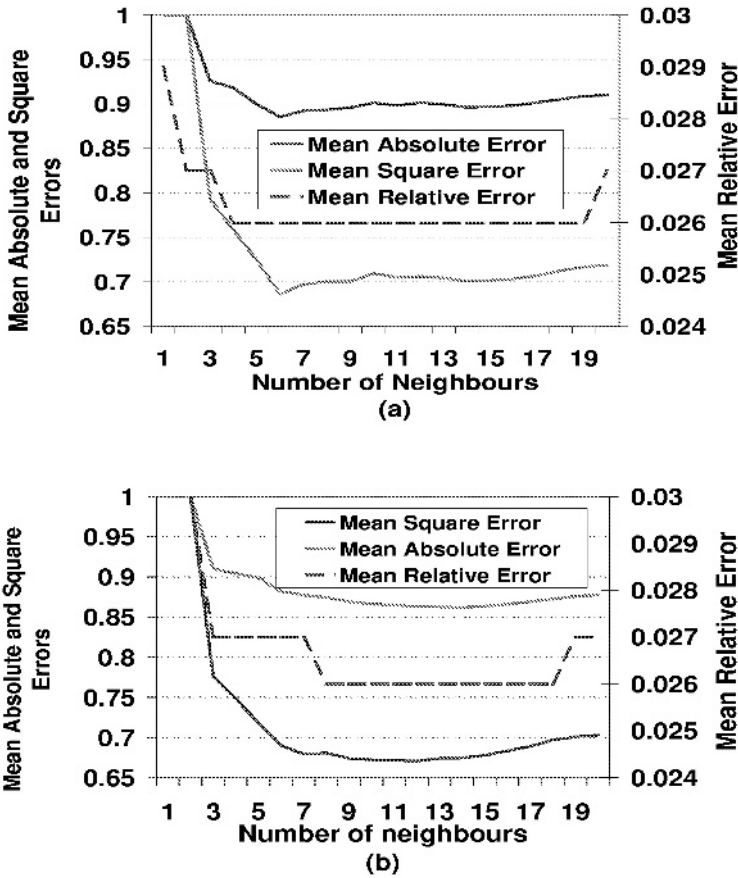 Mean Absolute and Square
Errors
1
0.95
0.9
0.85
0.8
0.75
0.7
0.65
Mean Absolute Error
Mean Square Error
Mean Relative Error
0.03
0.029
0.028
0.027
0.026
0.025
0.024
Mean Relative Error
1 3 5 7 9 11 13 15 17 19
Number of Neighbours
(a)
Mean Absolute and Square
Errors
1
0.95
0.9
0.85
0.8
0.75
0.7
0.65
Mean Square Error
Mean Absolute Error
Mean Relative Error
0.03
0.029
0.028
0.027
0.026
0.025
0.024
Mean Relative Error
1 3 5 7 9 11 13 15 17 19
Number of neighbours
(b)